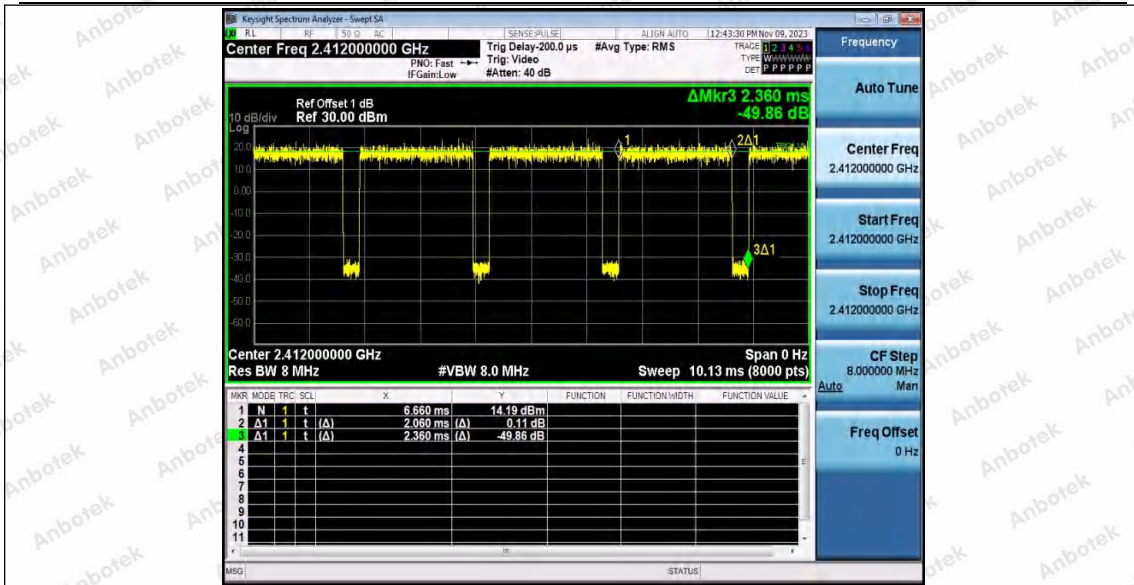 Keysight Spectrum Analyzer - Swept SA
RL RF 50 Ω AC SENSE:PULSE ALIGN AUTO 12:43:30 PM Nov 09, 2023
Center Freq 2.412000000 GHz
PNO: Fast
IFGain:Low
Trig Delay-200.0 µs
Trig: Video
#Atten: 40 dB
#Avg Type: RMS
TRACE 1 2 3 4 5 6
TYPE W
DET P P P P P P
Frequency
Auto Tune
Center Freq
2.412000000 GHz
Start Freq
2.412000000 GHz
Stop Freq
2.412000000 GHz
CF Step
8.000000 MHz
Auto Man
Freq Offset
0 Hz
ΔMkr3 2.360 ms
-49.86 dB
Ref Offset 1 dB
10 dB/div Ref 30.00 dBm
Log
20.0
10.0
0.00
-10.0
-20.0
-30.0
-40.0
-50.0
-60.0
1
2Δ1
3Δ1
Center 2.412000000 GHz Span 0 Hz
Res BW 8 MHz #VBW 8.0 MHz Sweep 10.13 ms (8000 pts)
MKR MODE TRC SCL X Y FUNCTION FUNCTION WIDTH FUNCTION VALUE
1 N 1 t 6.660 ms 14.19 dBm
2 Δ1 1 t (Δ) 2.060 ms (Δ) 0.11 dB
3 Δ1 1 t (Δ) 2.360 ms (Δ) -49.86 dB
4
5
6
7
8
9
10
11
MSG STATUS
Anbotek